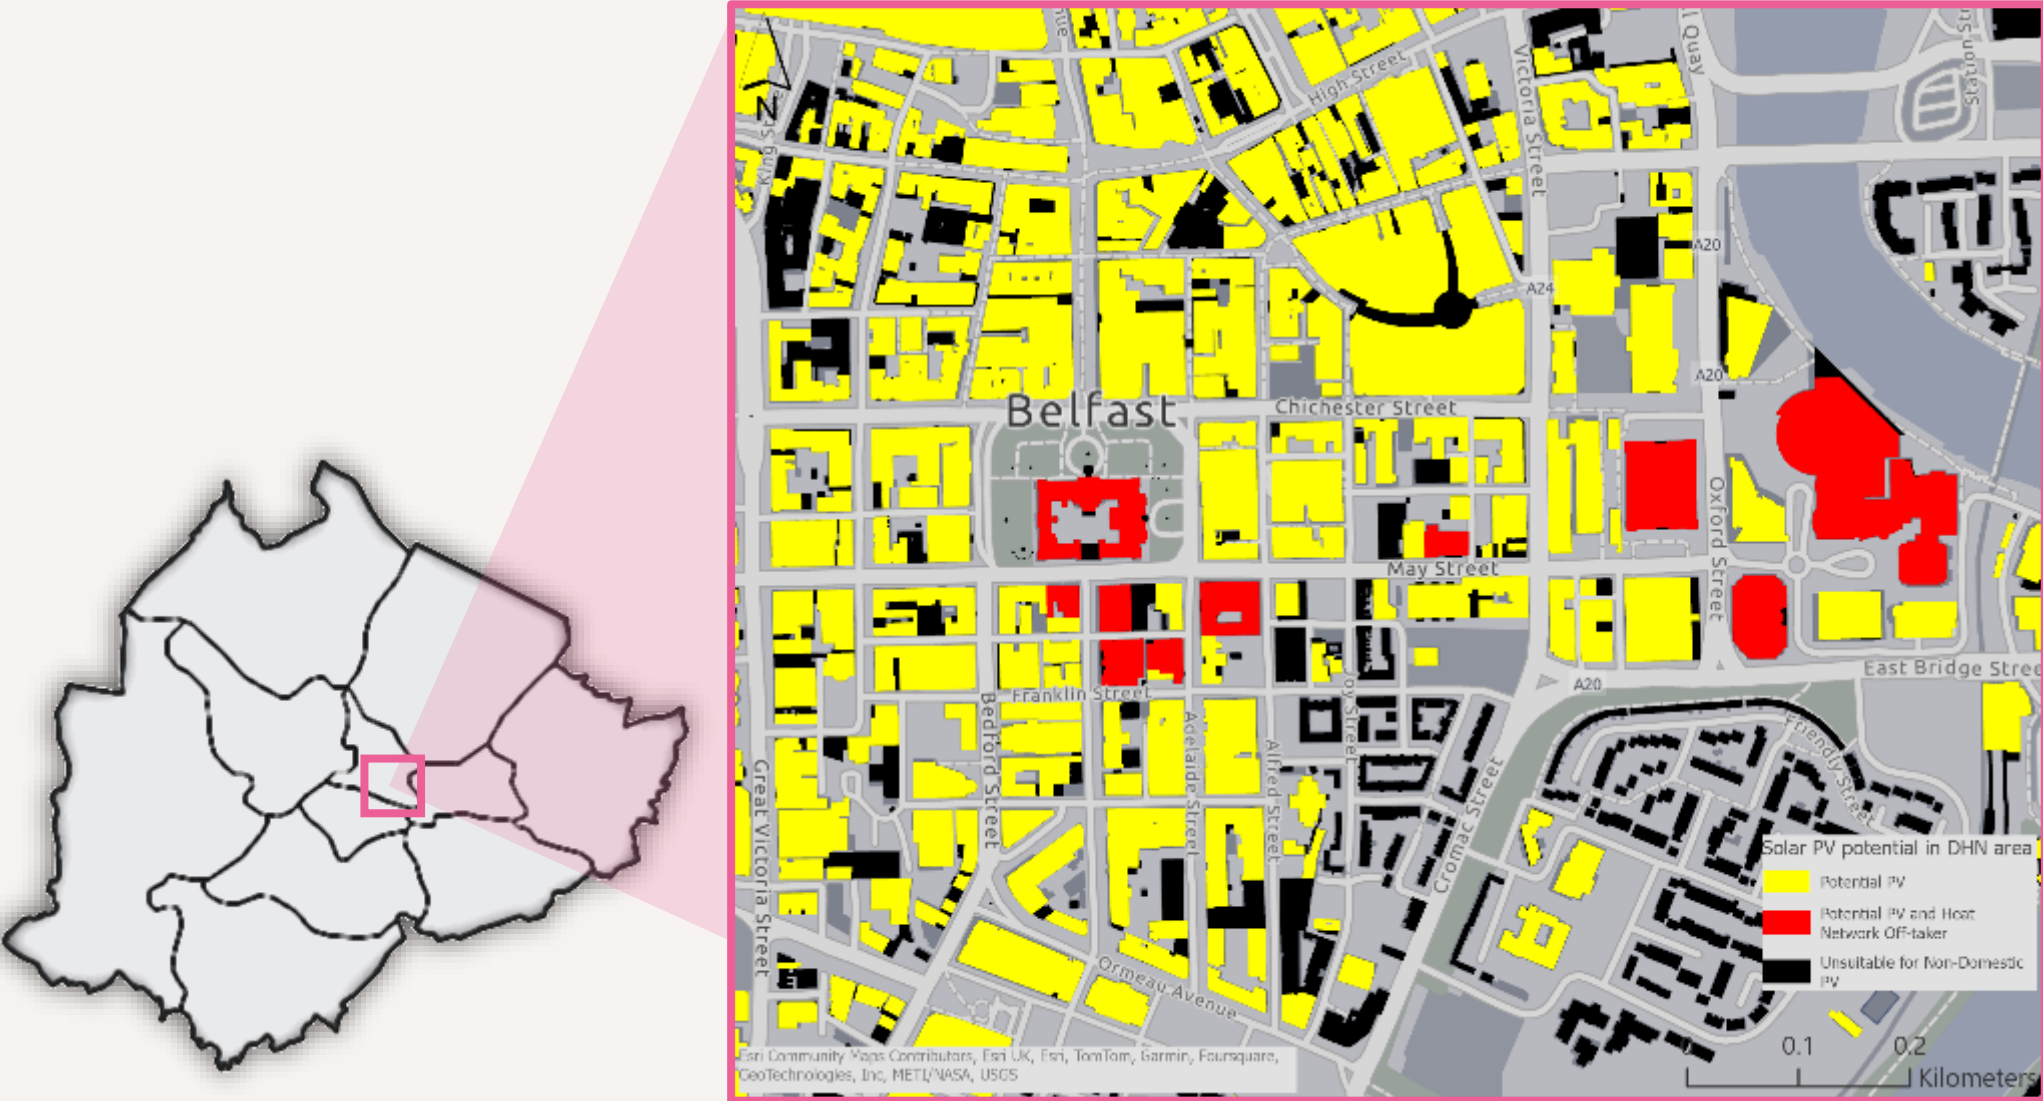 High Street
Victoria Street
Quay
King St
N
A20
A24
A20
Belfast
Chichester Street
Oxford Street
May Street
East Bridge Stree
A20
Franklin Street
Bedford Street
Adelaide Street
Alfred Street
Joy Street
Great Victoria Street
Cromac Street
Friendly Street
Ormeau Avenue
Solar PV potential in DHN area
Potential PV
Potential PV and Heat
Network Off-taker
Unsuitable for Non-Domestic
PV
0 0.1 0.2
Kilometers
Esri Community Maps Contributors, Esri UK, Esri, TomTom, Garmin, Foursquare,
GeoTechnologies, Inc, METI/NASA, USGS